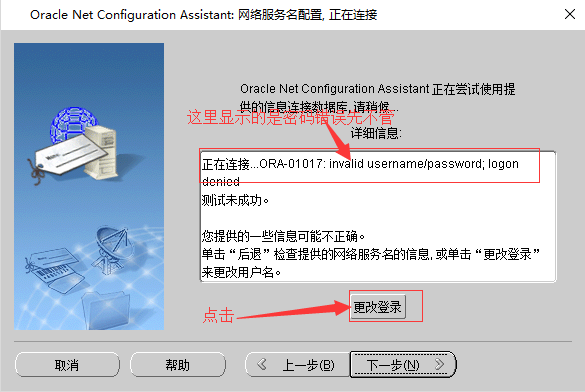 Oracle Net Configuration Assistant: 网络服务名配置, 正在连接
Oracle Net Configuration Assistant 正在尝试使用提
供的信息连接数据库, 请稍候...
这里显示的是密码错误先不管
详细信息:
正在连接...ORA-01017: invalid username/password; logon
denied
测试未成功。
您提供的一些信息可能不正确。
单击“后退”检查提供的网络服务名的信息, 或单击“更改登录”
来更改用户名。
点击
更改登录
取消
帮助
上一步(B)
下一步(N)